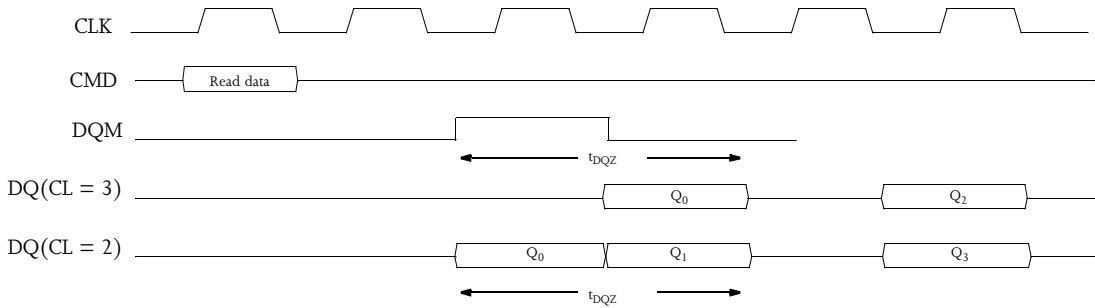 CLK
CMD Read data
DQM
tDQZ
DQ(CL = 3) Q0 Q2
DQ(CL = 2) Q0 Q1 Q3
tDQZ